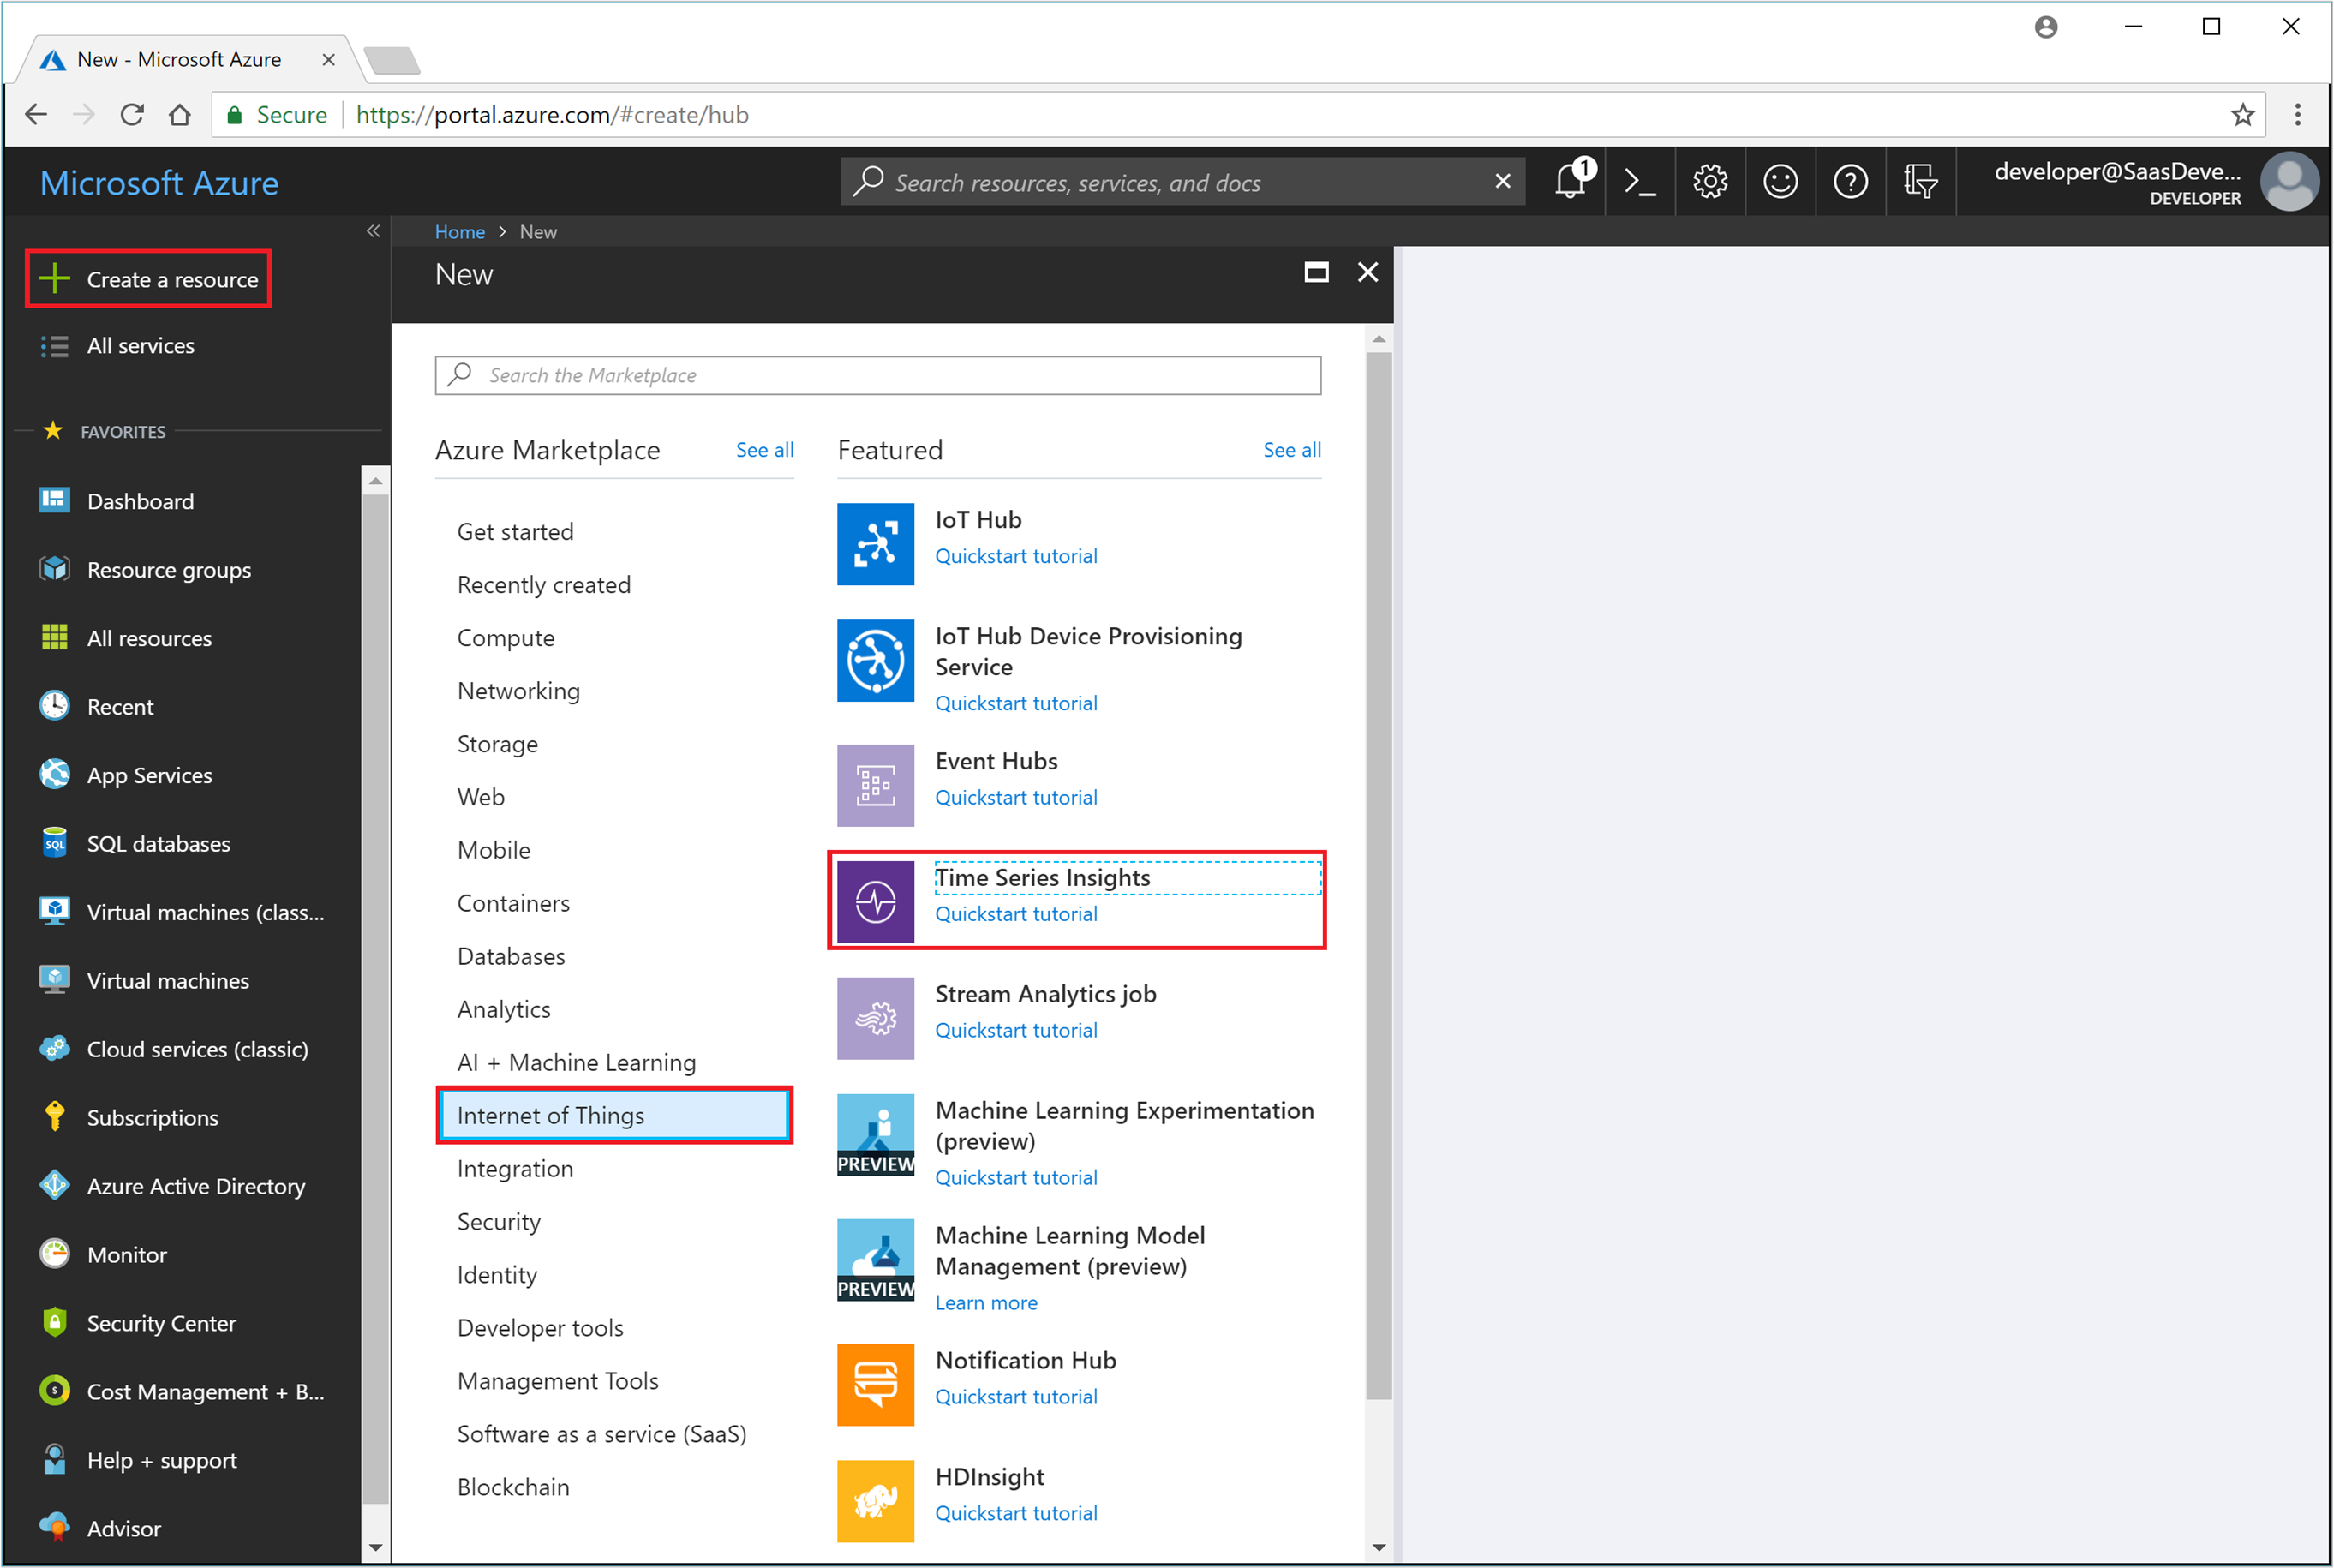 New - Microsoft Azure
Secure
https://portal.azure.com/#create/hub
Microsoft Azure
Search resources, services, and docs
1
developer@SaasDeve...
DEVELOPER
Create a resource
All services
FAVORITES
Dashboard
Resource groups
All resources
Recent
App Services
SQL
SQL databases
Virtual machines (class...
Virtual machines
Cloud services (classic)
Subscriptions
Azure Active Directory
Monitor
Security Center
Cost Management + B...
Help + support
Advisor
Home > New
New
Search the Marketplace
Azure Marketplace
See all
Get started
Recently created
Compute
Networking
Storage
Web
Mobile
Containers
Databases
Analytics
AI + Machine Learning
Internet of Things
Integration
Security
Identity
Developer tools
Management Tools
Software as a service (SaaS)
Blockchain
Featured
See all
IoT Hub
Quickstart tutorial
IoT Hub Device Provisioning
Service
Quickstart tutorial
Event Hubs
Quickstart tutorial
Time Series Insights
Quickstart tutorial
Stream Analytics job
Quickstart tutorial
PREVIEW
Machine Learning Experimentation
(preview)
Quickstart tutorial
PREVIEW
Machine Learning Model
Management (preview)
Learn more
Notification Hub
Quickstart tutorial
HDInsight
Quickstart tutorial